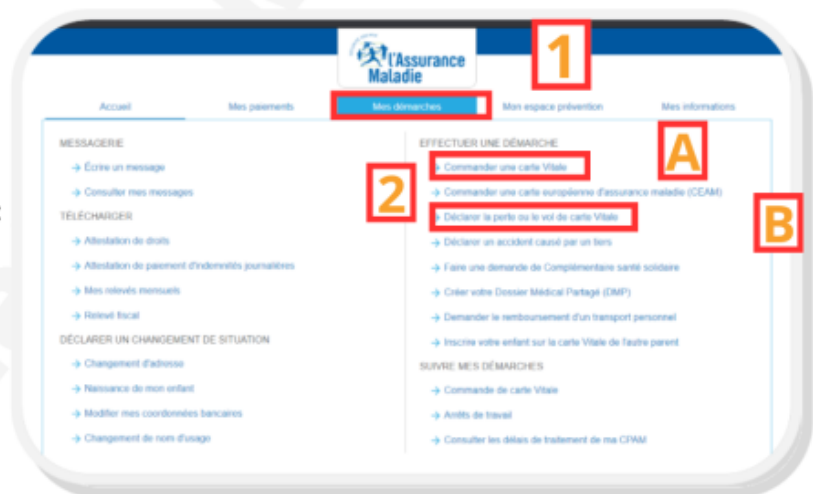 l'Assurance
Maladie
1
Accueil
Mes paiements
Mes démarches
Mon espace prévention
Mes informations
MESSAGERIE
→ Écrire un message
→ Consulter mes messages
TÉLÉCHARGER
→ Attestation de droits
→ Attestation de paiement d'indemnités journalières
→ Mes relevés mensuels
→ Relevé fiscal
DÉCLARER UN CHANGEMENT DE SITUATION
→ Changement d'adresse
→ Naissance de mon enfant
→ Modifier mes coordonnées bancaires
→ Changement de nom d'usage
2
EFFECTUER UNE DÉMARCHE
→ Commander une carte Vitale
A
→ Commander une carte européenne d'assurance maladie (CEAM)
→ Déclarer la perte ou le vol de carte Vitale
B
→ Déclarer un accident causé par un tiers
→ Faire une demande de Complémentaire santé solidaire
→ Créer votre Dossier Médical Partagé (DMP)
→ Demander le remboursement d'un transport personnel
→ Inscrire votre enfant sur la carte Vitale de l'autre parent
SUIVRE MES DÉMARCHES
→ Commande de carte Vitale
→ Arrêts de travail
→ Consulter les délais de traitement de ma CPAM